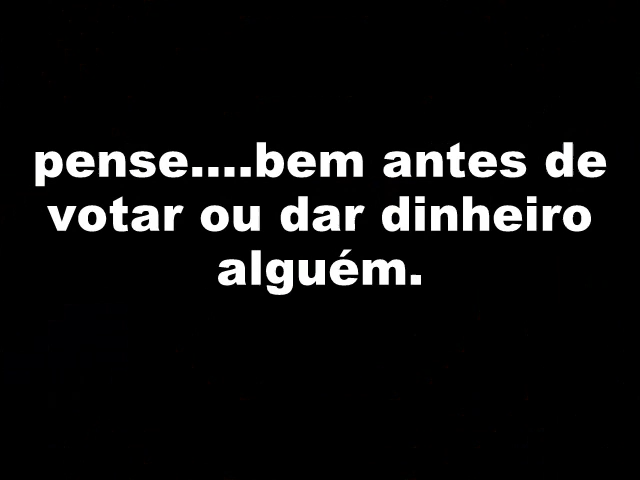 pense....bem antes de
votar ou dar dinheiro
alguém.